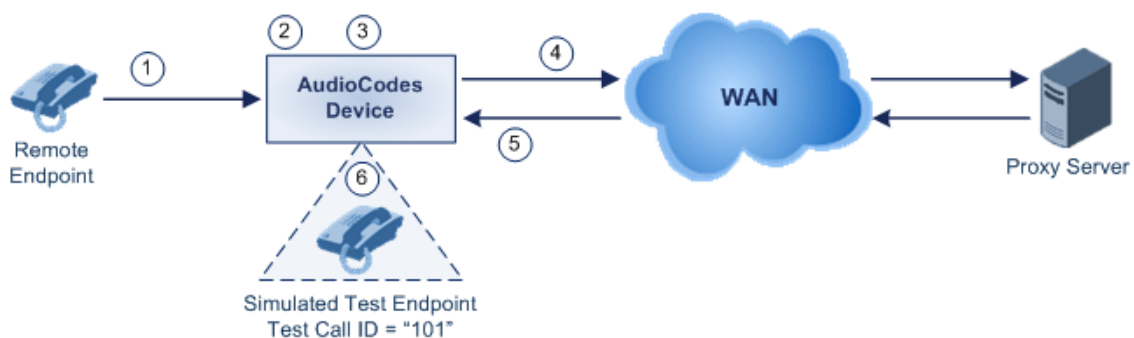 2
3
1
4
AudioCodes
Device
WAN
5
Remote
Endpoint
Proxy Server
6
Simulated Test Endpoint
Test Call ID = “101”